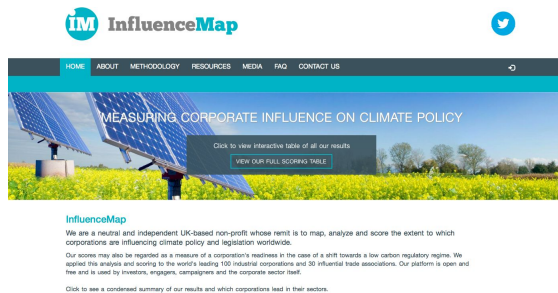 IM InfluenceMap
HOME ABOUT METHODOLOGY RESOURCES MEDIA FAQ CONTACT US
MEASURING CORPORATE INFLUENCE ON CLIMATE POLICY
Click to view interactive table of all our results
VIEW OUR FULL SCORING TABLE
InfluenceMap
We are a neutral and independent UK-based non-profit whose remit is to map, analyze and score the extent to which
corporations are influencing climate policy and legislation worldwide.
Our scores may also be regarded as a measure of a corporation's readiness in the case of a shift towards a low carbon regulatory regime. We
applied this analysis and scoring to the world's leading 100 industrial corporations and 30 influential trade associations. Our platform is open and
free and is used by investors, engagers, campaigners and the corporate sector itself.
Click to see a condensed summary of our results and which corporations lead in their sectors.